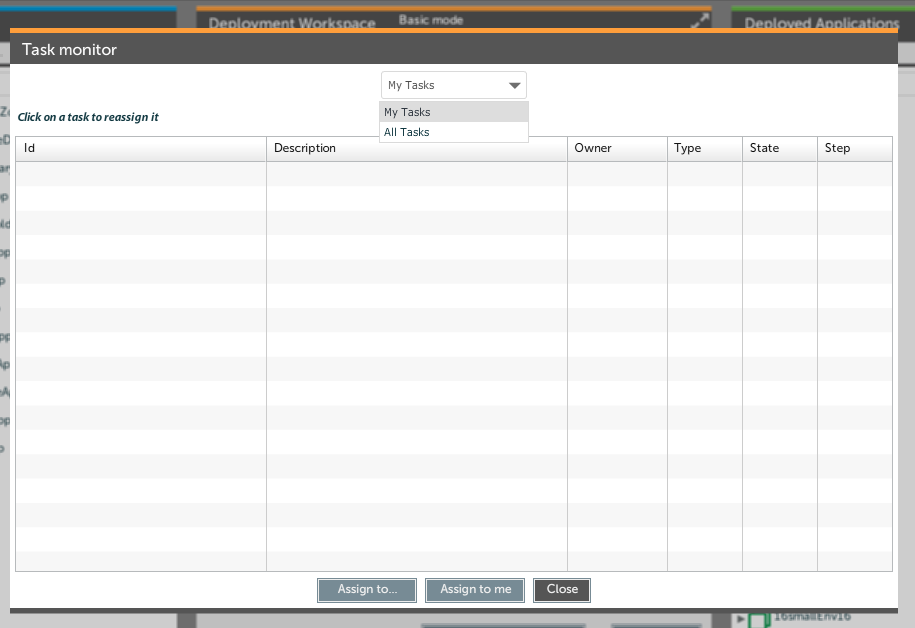 Deployment Workspace
Basic mode
Deployed Applications
Task monitor
My Tasks
My Tasks
All Tasks
Click on a task to reassign it
Id
Description
Owner
Type
State
Step
Assign to...
Assign to me
Close
16smallEnv16